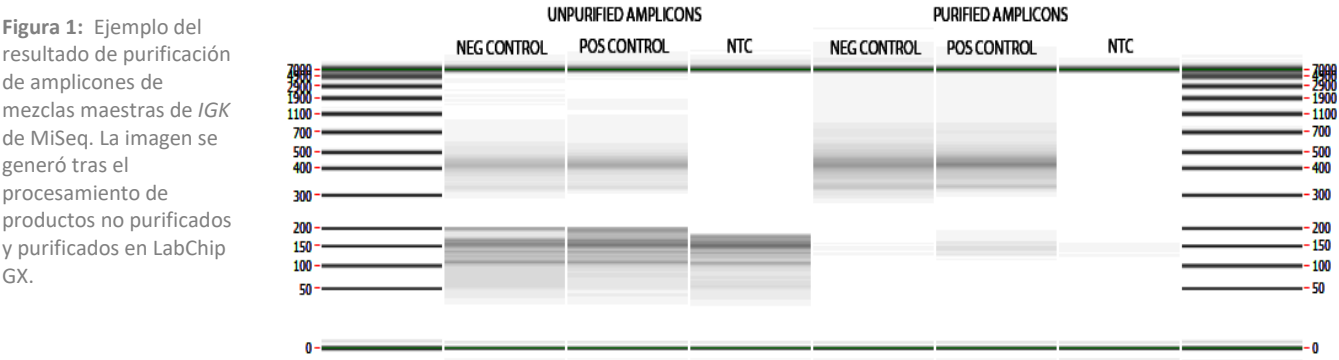 Figura 1: Ejemplo del
resultado de purificación
de amplicones de
mezclas maestras de IGK
de MiSeq. La imagen se
generó tras el
procesamiento de
productos no purificados
y purificados en LabChip
GX.
UNPURIFIED AMPLICONS PURIFIED AMPLICONS
NEG CONTROL POS CONTROL NTC NEG CONTROL POS CONTROL NTC
7000 7000
2900 2900
1900 1900
1100 1100
700 700
500 500
400 400
300 300
200 200
150 150
100 100
50 50
0 0